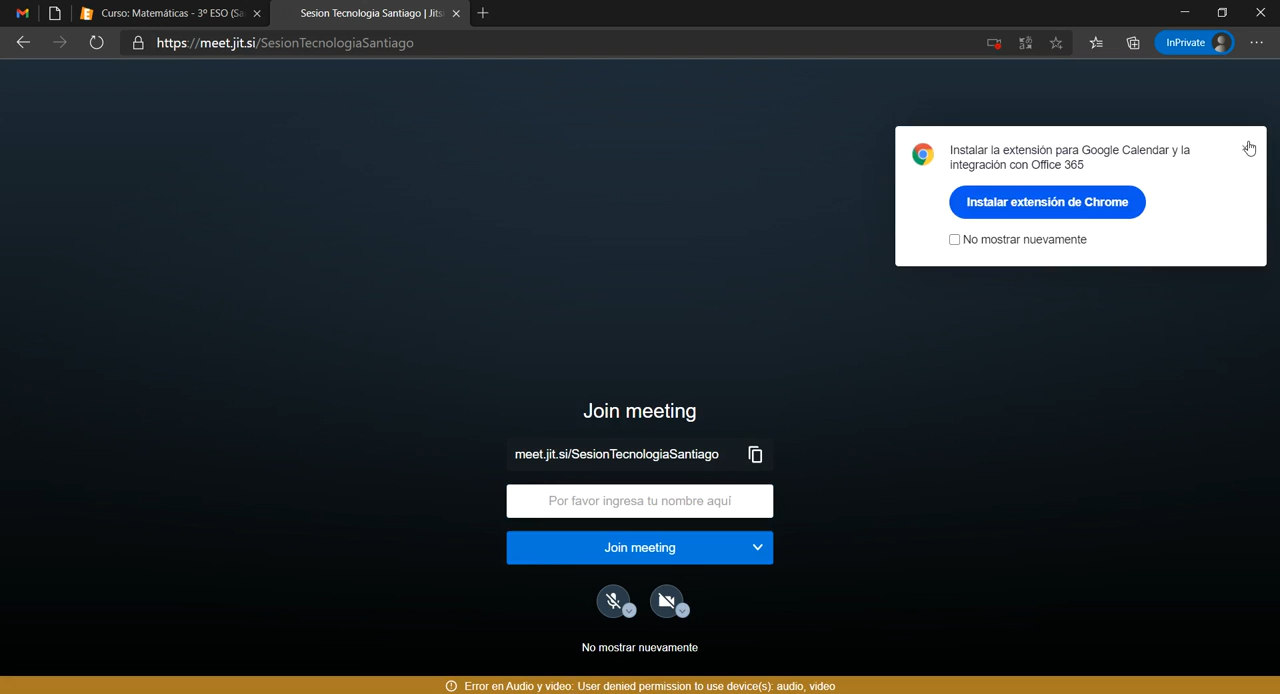 Curso: Matemáticas - 3º ESO (Sa
Sesion Tecnologia Santiago | Jits
https://meet.jit.si/SesionTecnologiaSantiago
InPrivate
Instalar la extensión para Google Calendar y la
integración con Office 365
Instalar extensión de Chrome
No mostrar nuevamente
Join meeting
meet.jit.si/SesionTecnologiaSantiago
Por favor ingresa tu nombre aquí
Join meeting
No mostrar nuevamente
Error en Audio y video: User denied permission to use device(s): audio, video